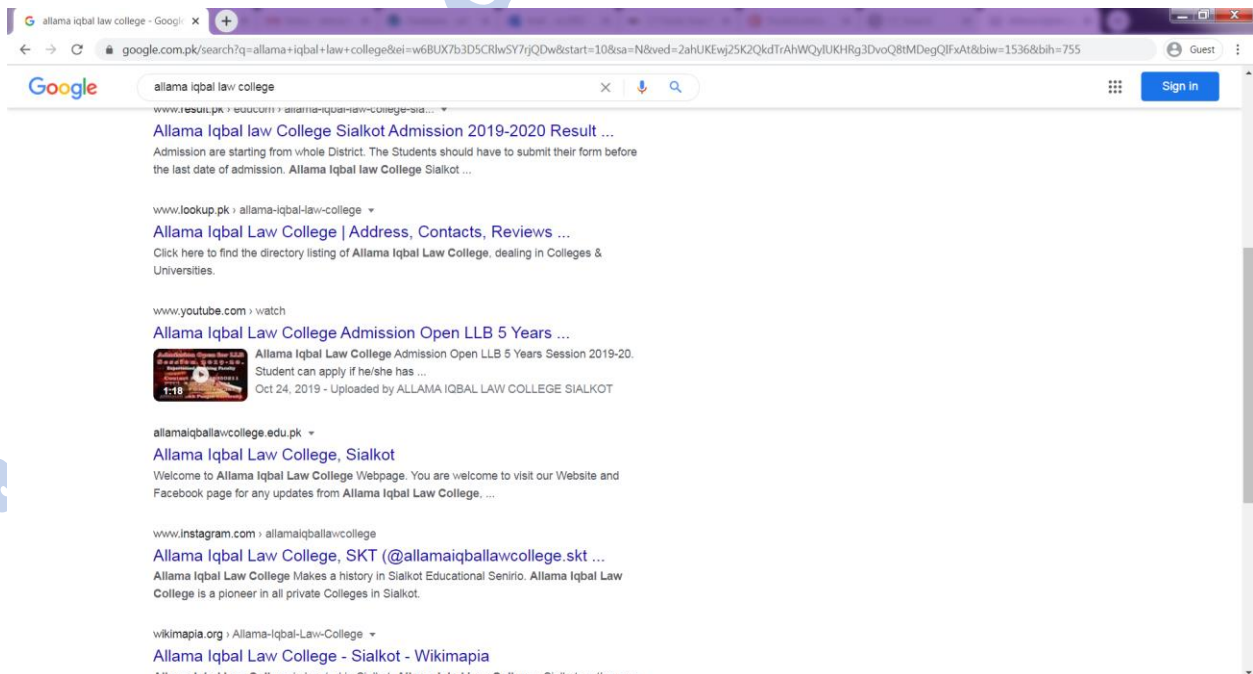 allama iqbal law college - Googl
google.com.pk/search?q=allama+iqbal+law+college&ei=w6BUX7b3D5CRlwSY7rjQDw&start=10&sa=N&ved=2ahUKEwj25K2QkdTrAhWQyIUKHRg3DvoQ8tMDegQIFxAt&biw=1536&bih=755
Guest
Google
allama iqbal law college
Sign in
www.result.pk › educom › allama-iqbal-law-college-sia...
Allama Iqbal law College Sialkot Admission 2019-2020 Result ...
Admission are starting from whole District. The Students should have to submit their form before
the last date of admission. Allama Iqbal law College Sialkot ...
www.lookup.pk › allama-iqbal-law-college
Allama Iqbal Law College | Address, Contacts, Reviews ...
Click here to find the directory listing of Allama Iqbal Law College, dealing in Colleges &
Universities.
www.youtube.com › watch
Allama Iqbal Law College Admission Open LLB 5 Years ...
Allama Iqbal Law College Admission Open LLB 5 Years Session 2019-20.
Student can apply if he/she has ...
1:18
Oct 24, 2019 - Uploaded by ALLAMA IQBAL LAW COLLEGE SIALKOT
allamaiqballawcollege.edu.pk
Allama Iqbal Law College, Sialkot
Welcome to Allama Iqbal Law College Webpage. You are welcome to visit our Website and
Facebook page for any updates from Allama Iqbal Law College, ...
www.instagram.com › allamaiqballawcollege
Allama Iqbal Law College, SKT (@allamaiqballawcollege.skt ...
Allama Iqbal Law College Makes a history in Sialkot Educational Senirio. Allama Iqbal Law
College is a pioneer in all private Colleges in Sialkot.
wikimapia.org › Allama-Iqbal-Law-College
Allama Iqbal Law College - Sialkot - Wikimapia